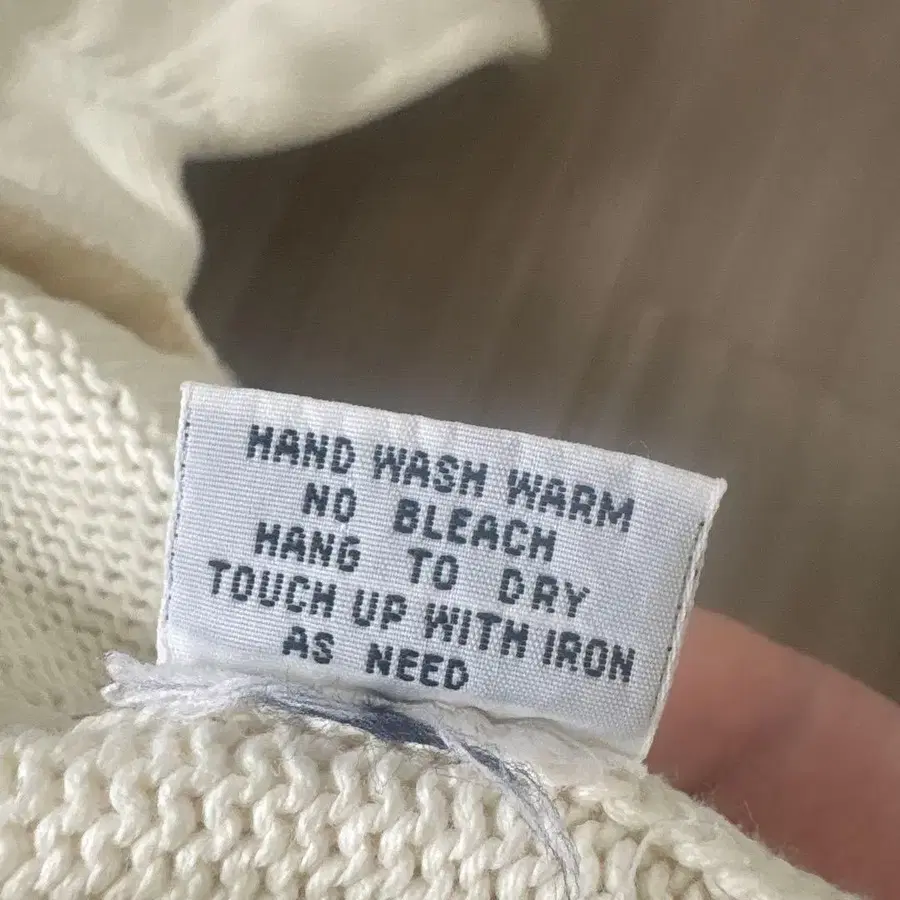 HAND WASH WARM
NO BLEACH
HANG TO DRY
TOUCH UP WITH IRON
AS NEED